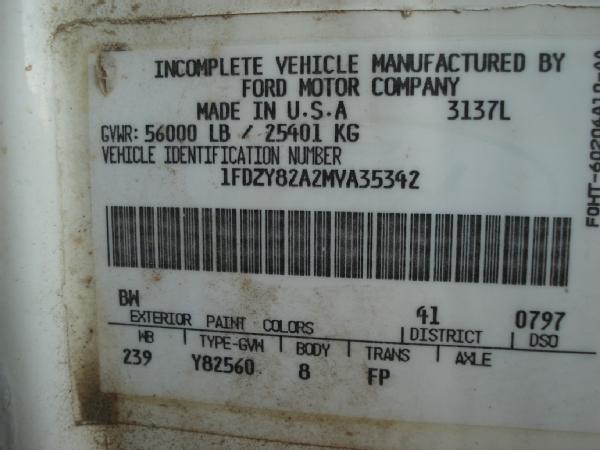 INCOMPLETE VEHICLE MANUFACTURED BY
FORD MOTOR COMPANY
MADE IN U.S.A 3137L
GVWR: 56000 LB / 25401 KG
VEHICLE IDENTIFICATION NUMBER
1FDZY82A2MVA35342
BW 41 0797
EXTERIOR PAINT COLORS DISTRICT DSO
WB TYPE-GVW BODY TRANS AXLE
239 Y82560 8 FP